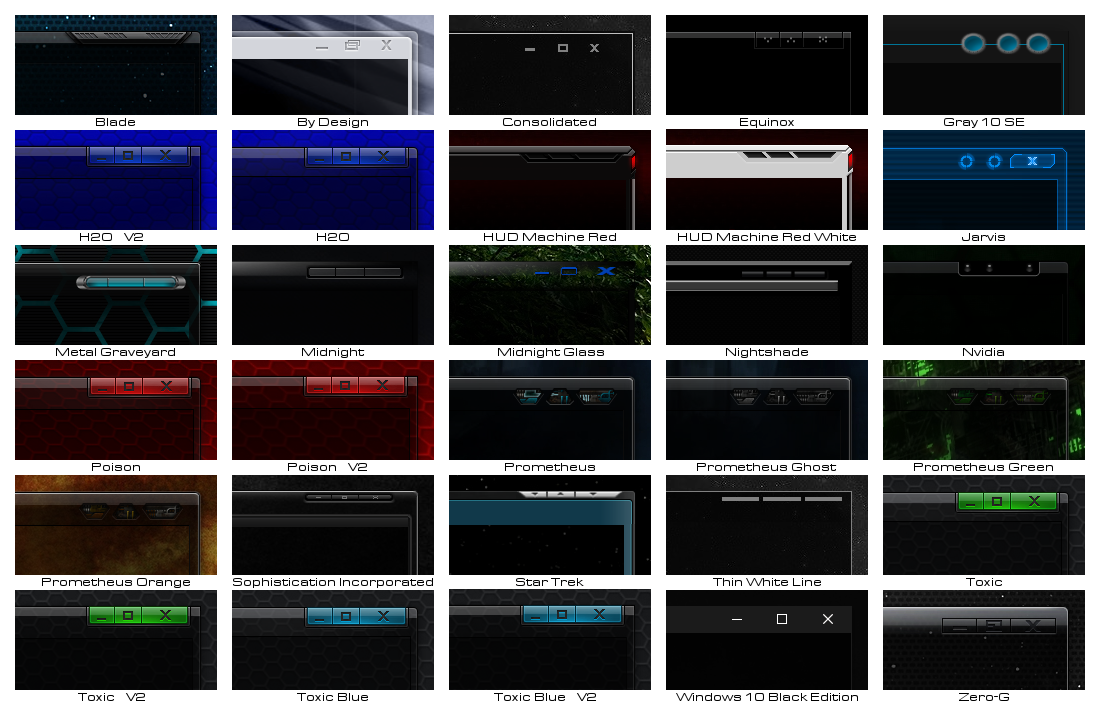 Blade
By Design
Consolidated
Equinox
Gray 10 SE
H2O V2
H2O
HUD Machine Red
HUD Machine Red White
Jarvis
Metal Graveyard
Midnight
Midnight Glass
Nightshade
Nvidia
Poison
Poison V2
Prometheus
Prometheus Ghost
Prometheus Green
Prometheus Orange
Sophistication Incorporated
Star Trek
Thin White Line
Toxic
Toxic V2
Toxic Blue
Toxic Blue V2
Windows 10 Black Edition
Zero-G